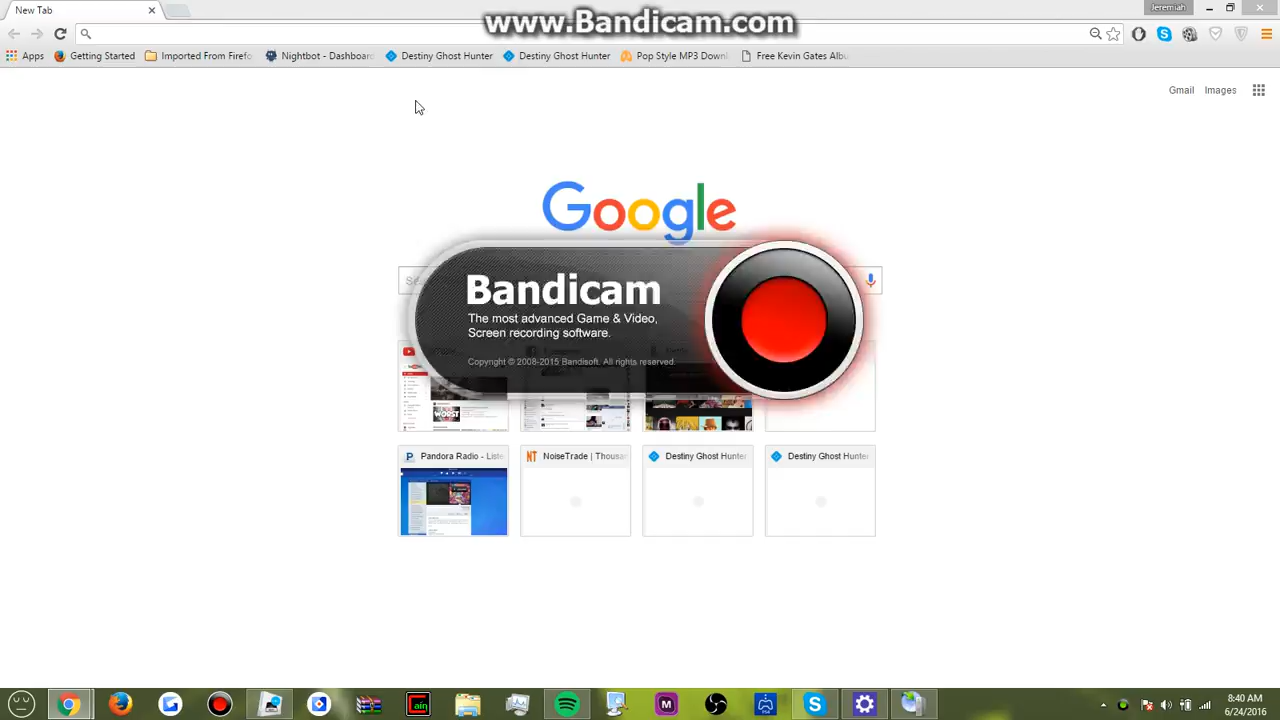 New Tab
Jeremiah
www.Bandicam.com
Apps
Getting Started
Imported From Firefo
Nightbot - Dashboard
Destiny Ghost Hunter
Destiny Ghost Hunter
Pop Style MP3 Downl
Free Kevin Gates Albu
Gmail
Images
Google
Bandicam
The most advanced Game & Video,
Screen recording software.
Copyright © 2008-2015 Bandisoft. All rights reserved.
WORST
Pandora Radio - Liste
NoiseTrade | Thousan
Destiny Ghost Hunter
Destiny Ghost Hunter
Cain
8:40 AM
6/24/2016